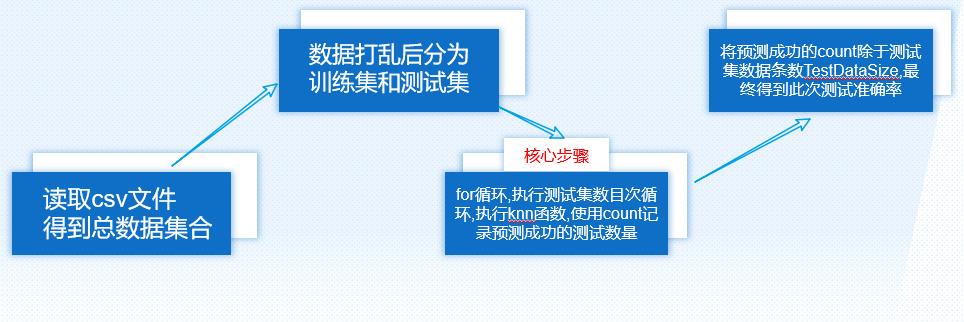 读取csv文件
得到总数据集合
数据打乱后分为
训练集和测试集
核心步骤
for循环,执行测试集数目次循
环,执行knn函数,使用count记
录预测成功的测试数量
将预测成功的count除于测试
集数据条数TestDataSize,最
终得到此次测试准确率